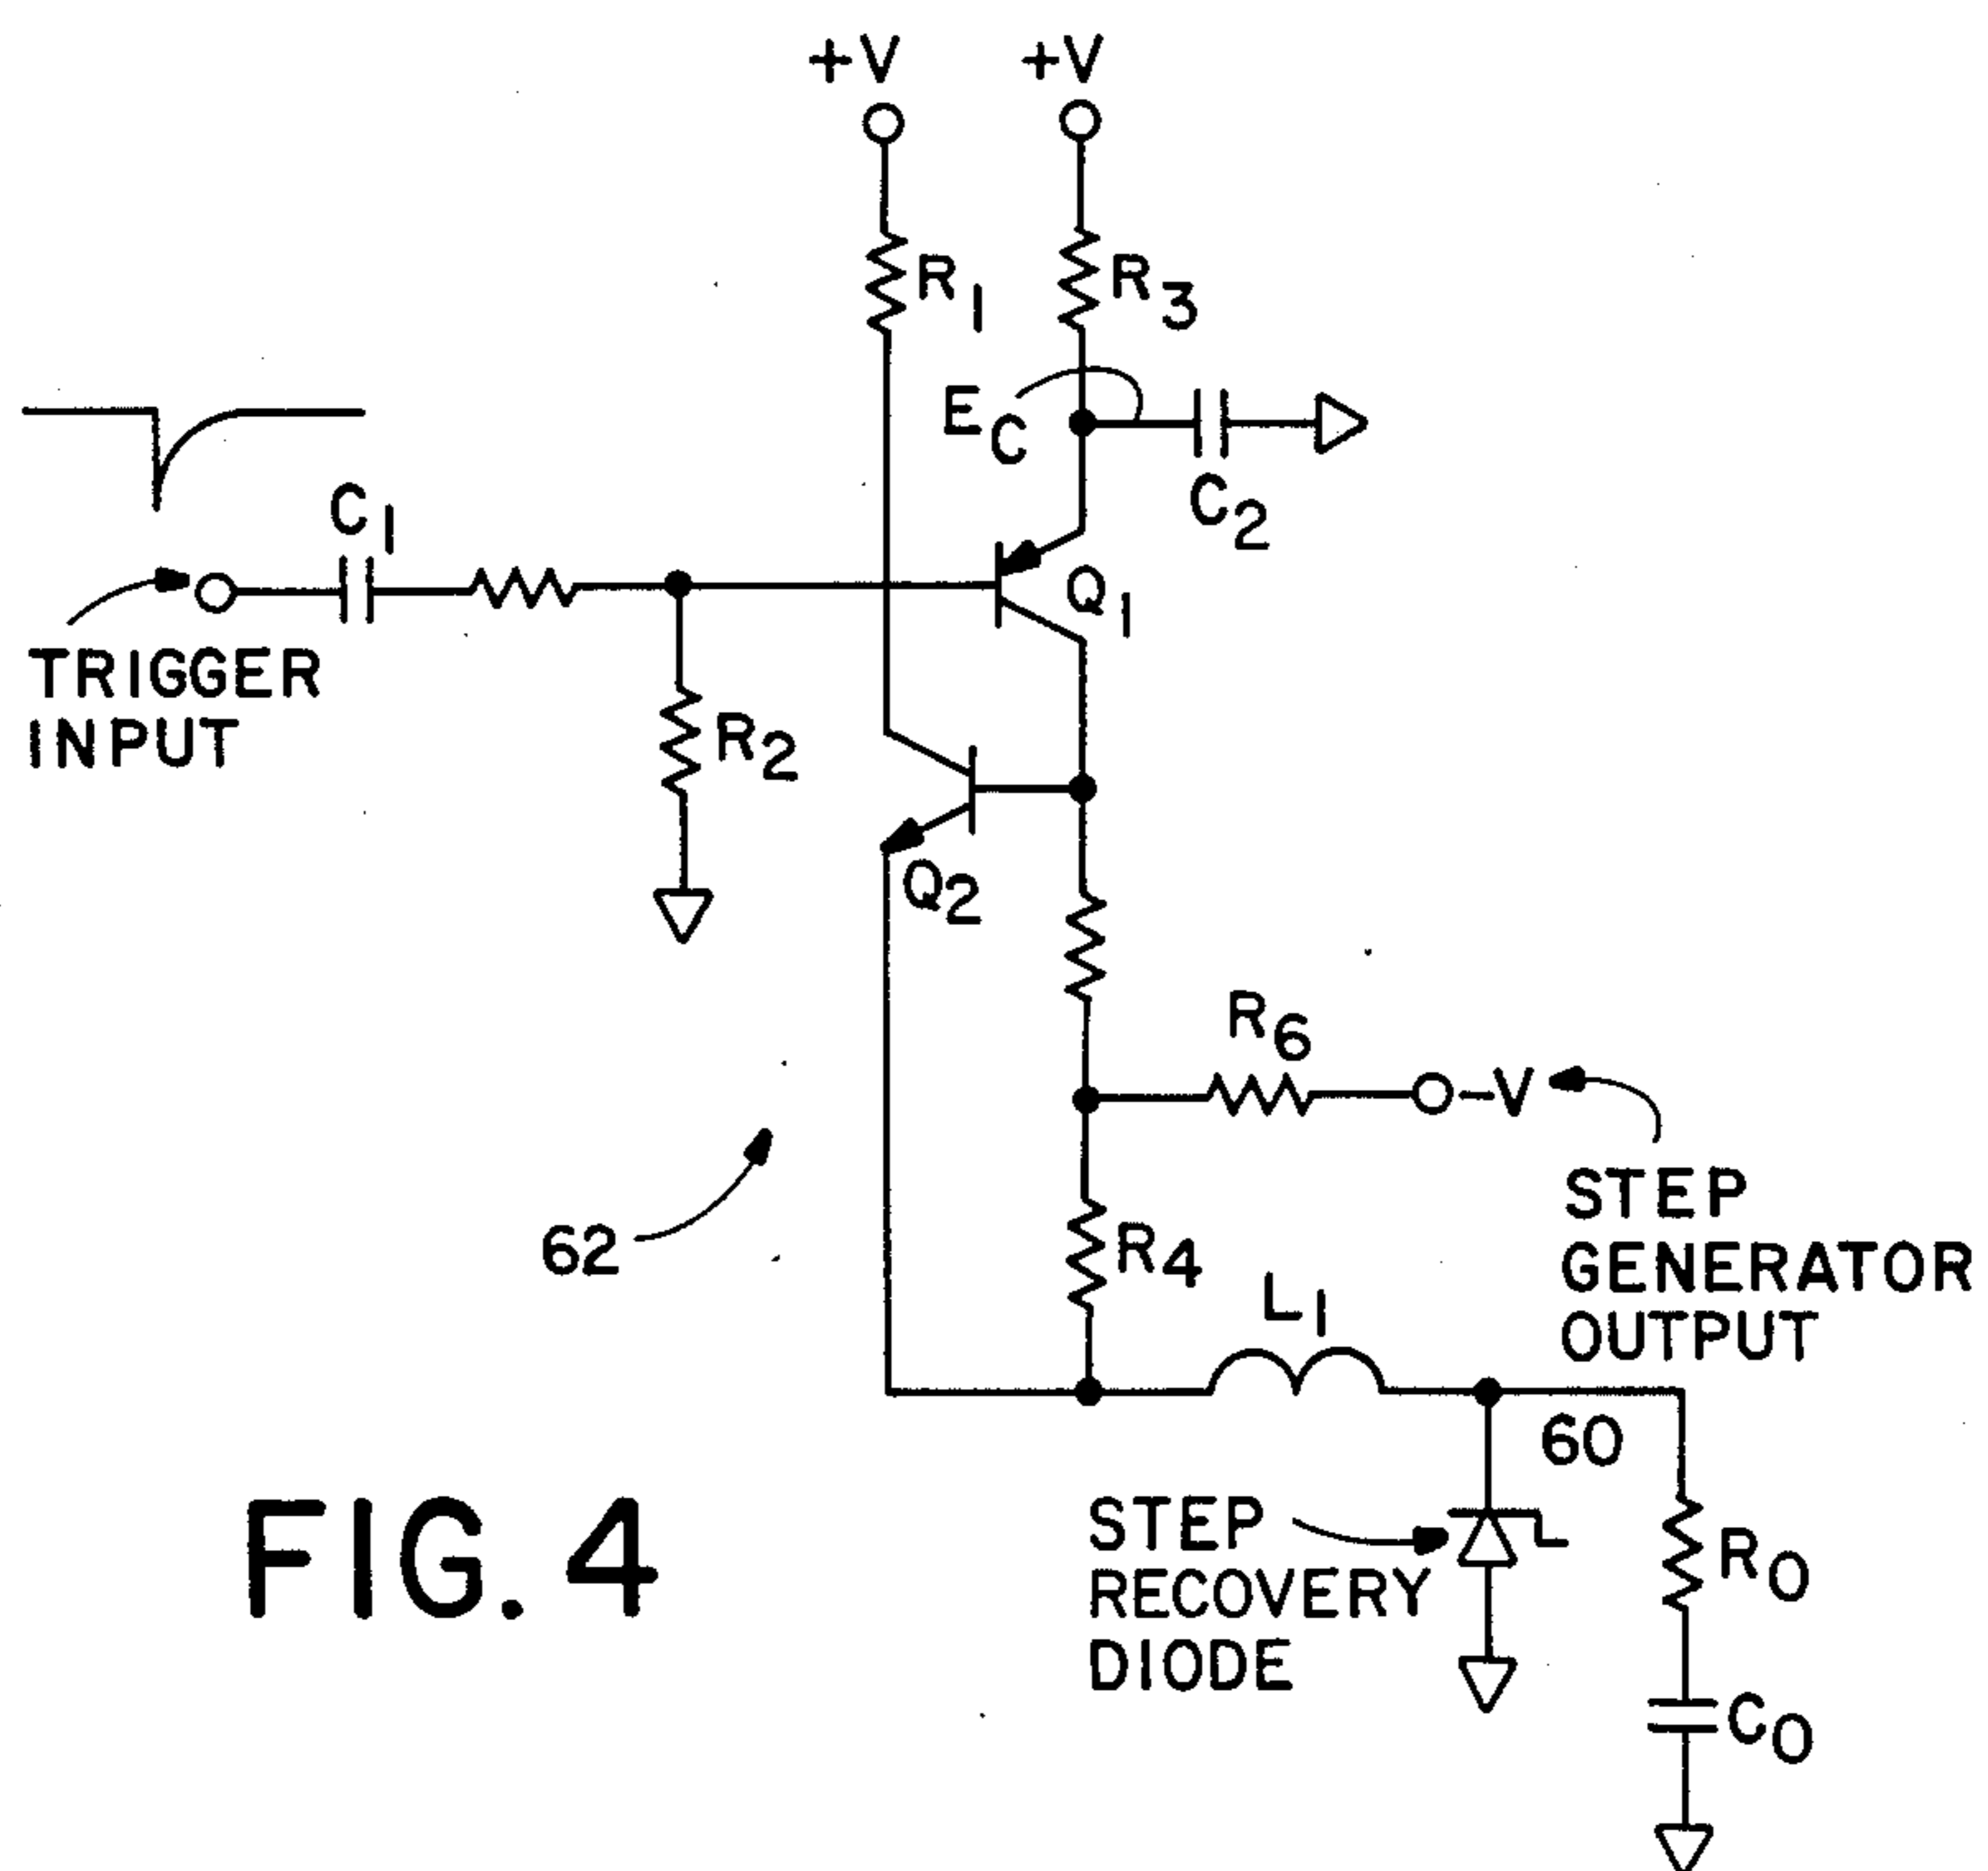 +V
+V
R1
R3
EC
C2
C1
Q1
TRIGGER
INPUT
R2
Q2
R6
-V
62
R4
STEP
GENERATOR
OUTPUT
L1
60
STEP
RECOVERY
DIODE
RO
CO
FIG. 4